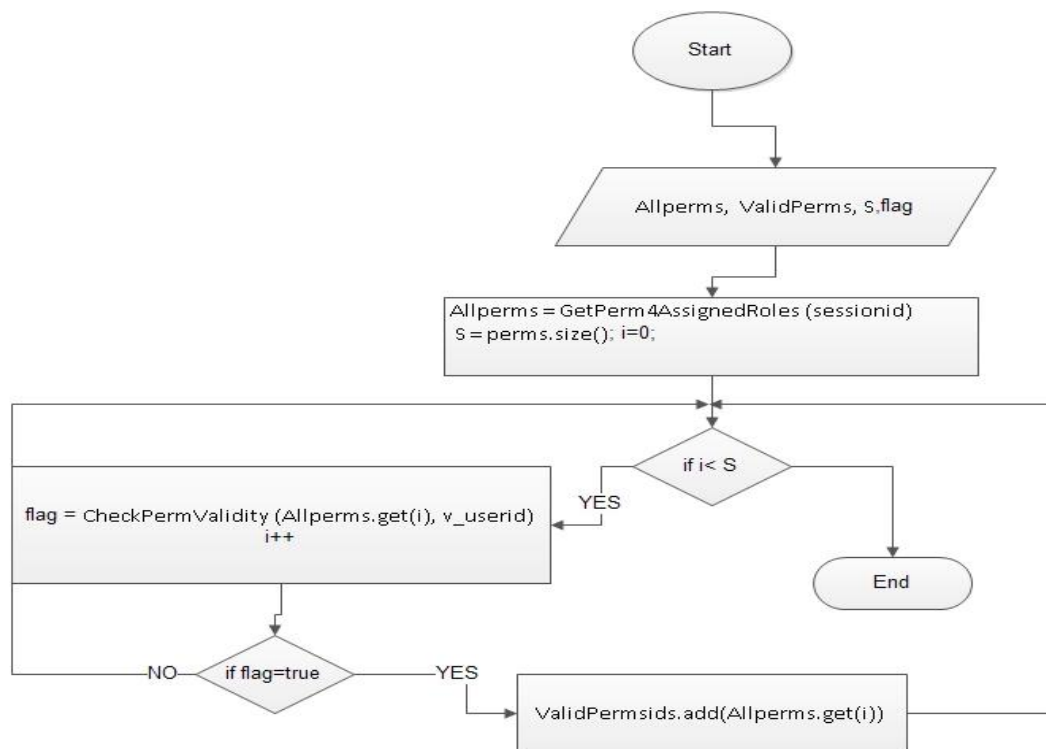 Start
Allperms, ValidPerms, S,flag
Allperms = GetPerm4AssignedRoles (sessionid)
S = perms.size(); i=0;
if i< S
YES
flag = CheckPermValidity (Allperms.get(i), v_userid)
i++
End
if flag=true
NO
YES
ValidPermsids.add(Allperms.get(i))